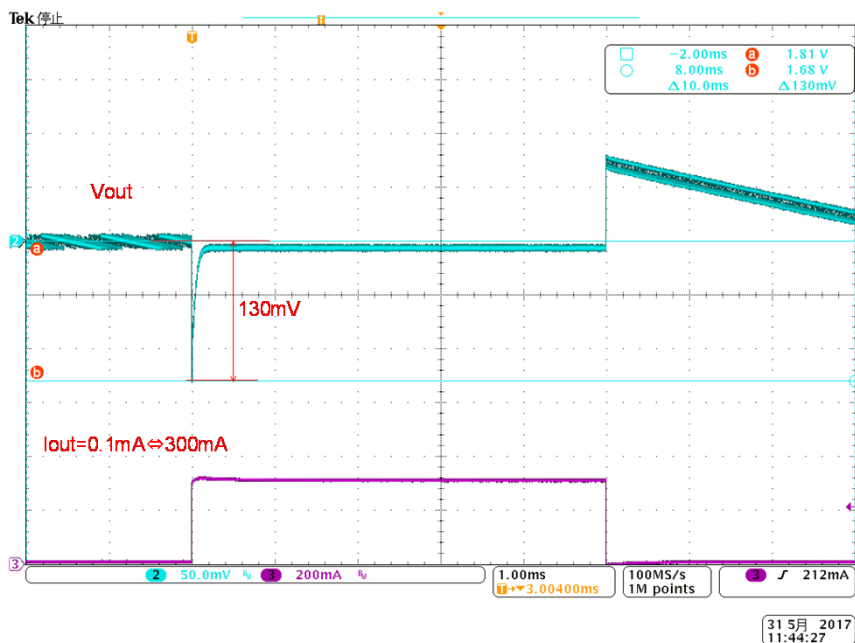 Tek 停止
T
T
□ -2.00ms a 1.81 V
○ 8.00ms b 1.68 V
Δ10.0ms Δ130mV
Vout
2
a
130mV
b
Iout=0.1mA⇔300mA
3
2 50.0mV BW 3 200mA BW
1.00ms
T→▼3.00400ms
100MS/s
1M points
3 ʃ 212mA
31 5月 2017
11:44:27